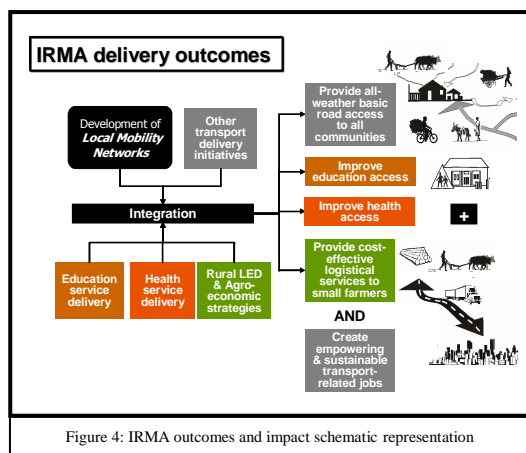 IRMA delivery outcomes
Development of
Local Mobility
Networks
Other
transport
delivery
initiatives
Integration
Education
service
delivery
Health
service
delivery
Rural LED
& Agro-
economic
strategies
Provide all-
weather basic
road access
to all
communities
Improve
education access
Improve health
access
Provide cost-
effective
logistical
services to
small farmers
AND
Create
empowering
& sustainable
transport-
related jobs
Figure 4: IRMA outcomes and impact schematic representation